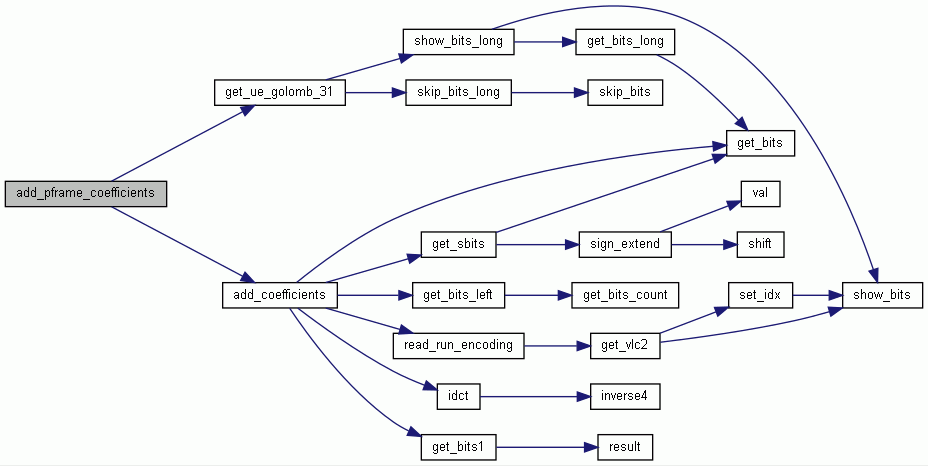 show_bits_long
get_bits_long
get_ue_golomb_31
skip_bits_long
skip_bits
get_bits
add_pframe_coefficients
val
get_sbits
sign_extend
shift
add_coefficients
get_bits_left
get_bits_count
set_idx
show_bits
read_run_encoding
get_vlc2
idct
inverse4
get_bits1
result